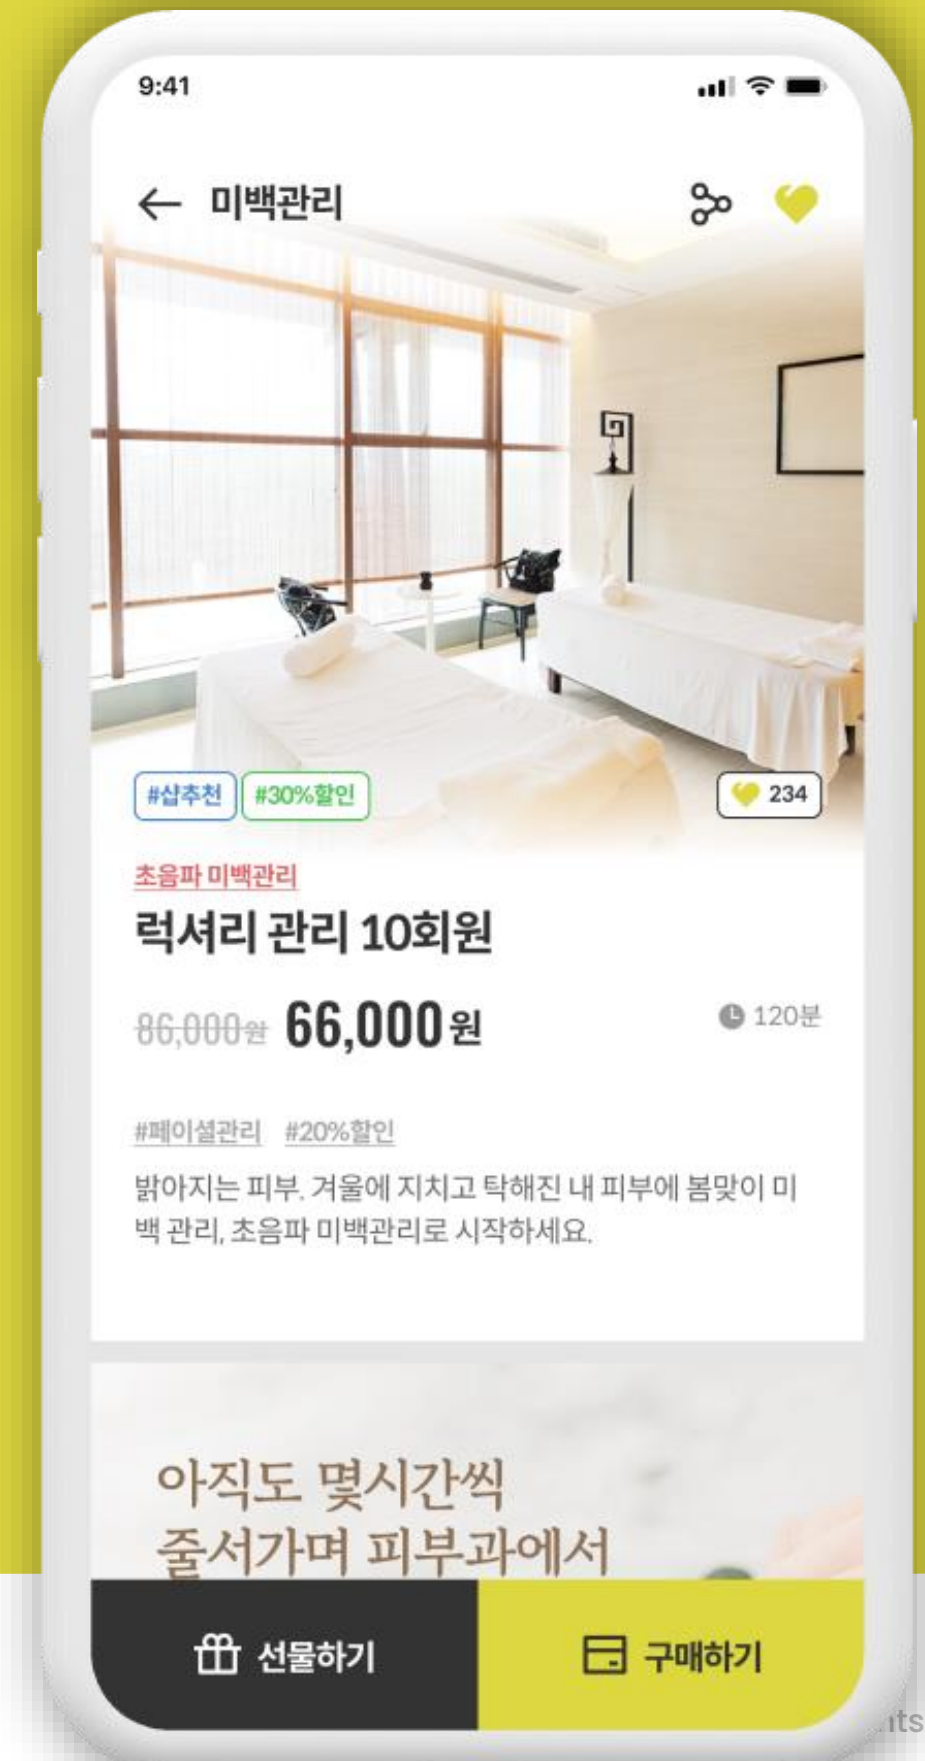 9:41
미백관리
#샵추천 #30%할인 234
초음파 미백관리
럭셔리 관리 10회원
86,000원 66,000원 120분
#페이셜관리 #20%할인
밝아지는 피부. 겨울에 지치고 탁해진 내 피부에 봄맞이 미
백 관리, 초음파 미백관리로 시작하세요.
아직도 몇시간씩
줄서가며 피부과에서
선물하기 구매하기